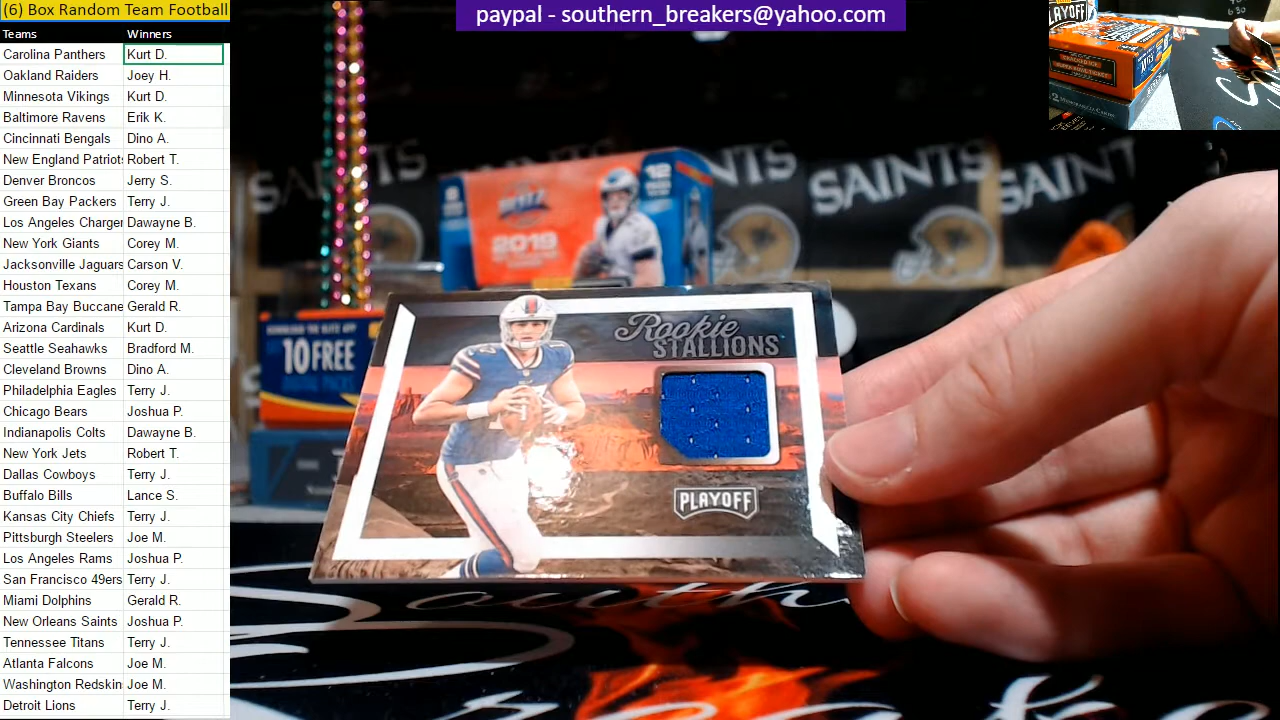 (6) Box Random Team Football
Teams Winners
Carolina Panthers Kurt D.
Oakland Raiders Joey H.
Minnesota Vikings Kurt D.
Baltimore Ravens Erik K.
Cincinnati Bengals Dino A.
New England Patriots Robert T.
Denver Broncos Jerry S.
Green Bay Packers Terry J.
Los Angeles Charger Dawayne B.
New York Giants Corey M.
Jacksonville Jaguars Carson V.
Houston Texans Corey M.
Tampa Bay Buccane Gerald R.
Arizona Cardinals Kurt D.
Seattle Seahawks Bradford M.
Cleveland Browns Dino A.
Philadelphia Eagles Terry J.
Chicago Bears Joshua P.
Indianapolis Colts Dawayne B.
New York Jets Robert T.
Dallas Cowboys Terry J.
Buffalo Bills Lance S.
Kansas City Chiefs Terry J.
Pittsburgh Steelers Joe M.
Los Angeles Rams Joshua P.
San Francisco 49ers Terry J.
Miami Dolphins Gerald R.
New Orleans Saints Joshua P.
Tennessee Titans Terry J.
Atlanta Falcons Joe M.
Washington Redskin Joe M.
Detroit Lions Terry J.
paypal - southern_breakers@yahoo.com
PLAYOFF
SAINTS
SAINTS
SAINTS
12
BLITZ
2019
10 FREE
Rookie
STALLIONS
PLAYOFF